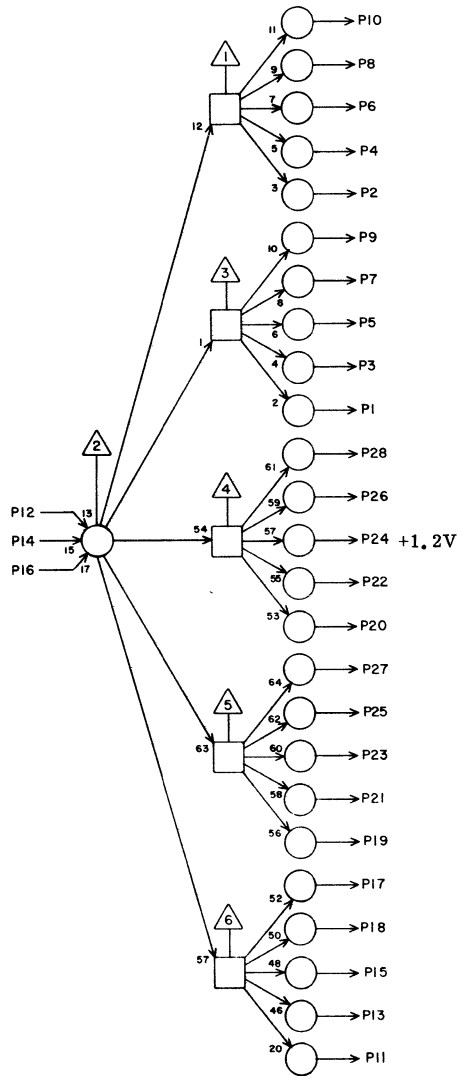 11 P10
1
9 P8
7 P6
12
5 P4
3 P2
10 P9
3
8 P7
6 P5
1
4 P3
2 P1
2
61 P28
4
59 P26
P12 13
54 57 P24 +1.2V
P14 15
55 P22
P16 17
53 P20
64 P27
5
62 P25
63 60 P23
58 P21
56 P19
52 P17
6
50 P18
57 48 P15
46 P13
20 P11